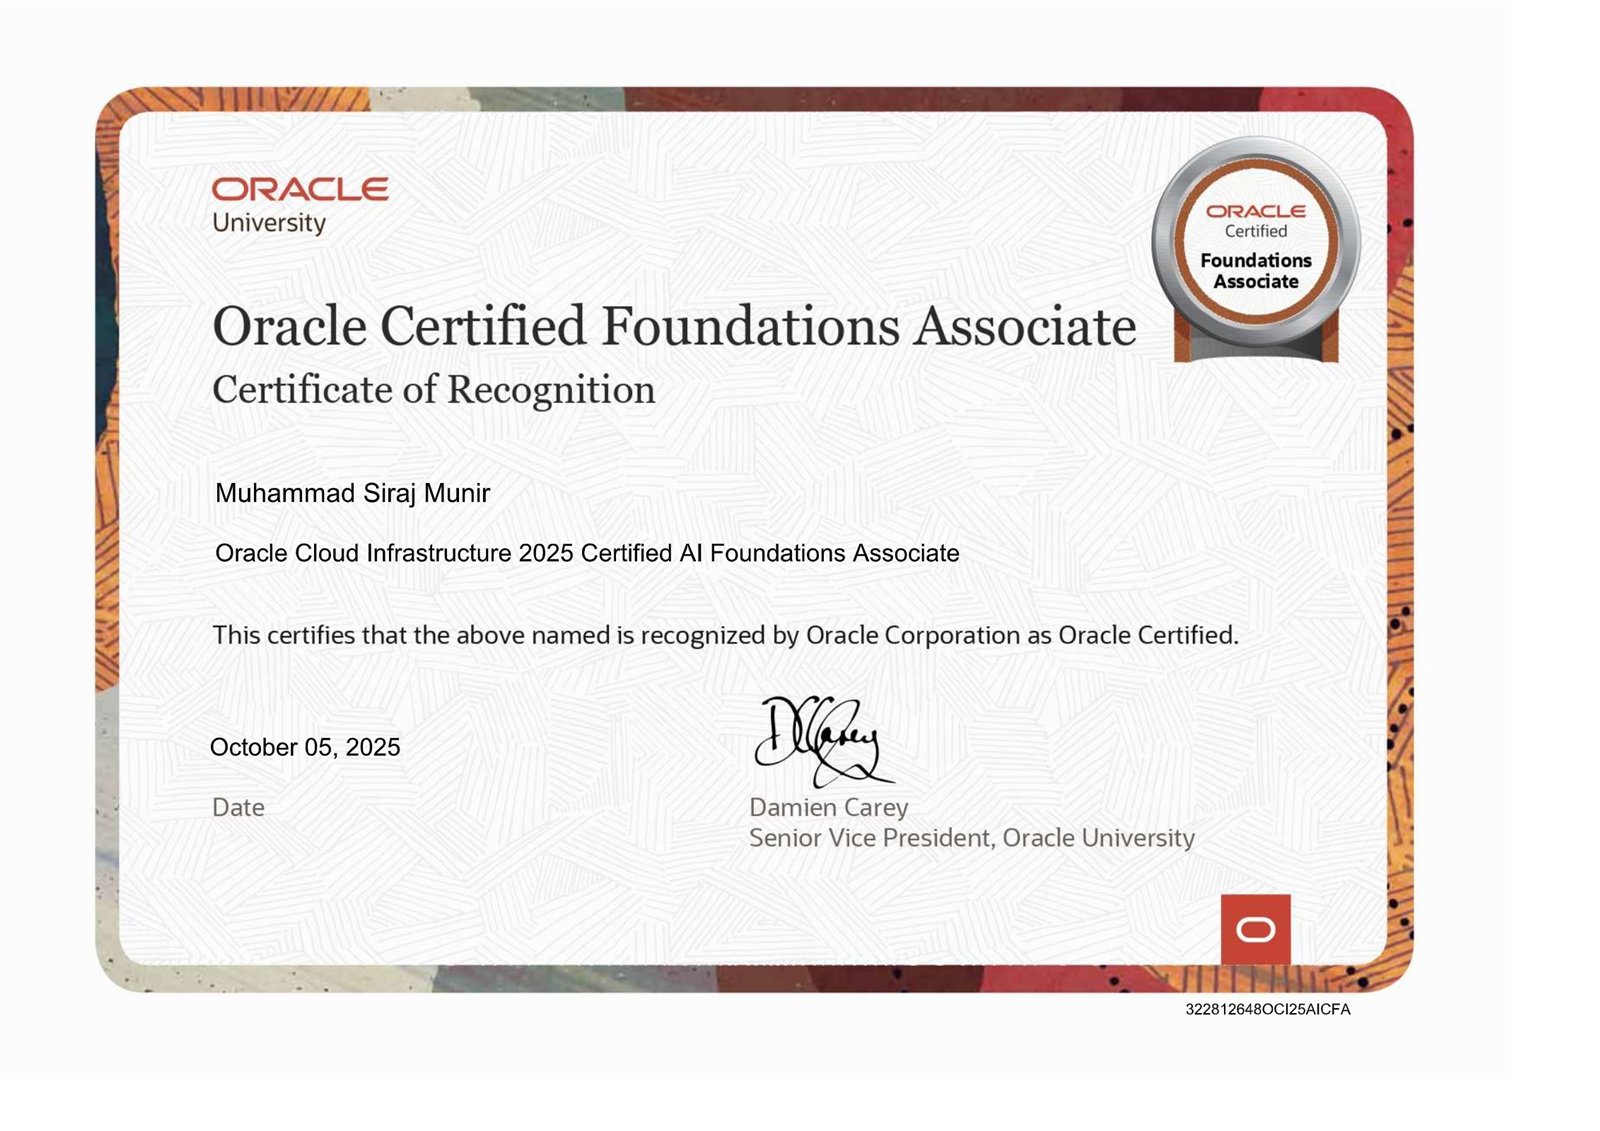 ORACLE
University
ORACLE
Certified
Foundations
Associate
Oracle Certified Foundations Associate
Certificate of Recognition
Muhammad Siraj Munir
Oracle Cloud Infrastructure 2025 Certified AI Foundations Associate
This certifies that the above named is recognized by Oracle Corporation as Oracle Certified.
October 05, 2025
Date
Damien Carey
Senior Vice President, Oracle University
322812648OCI25AICFA